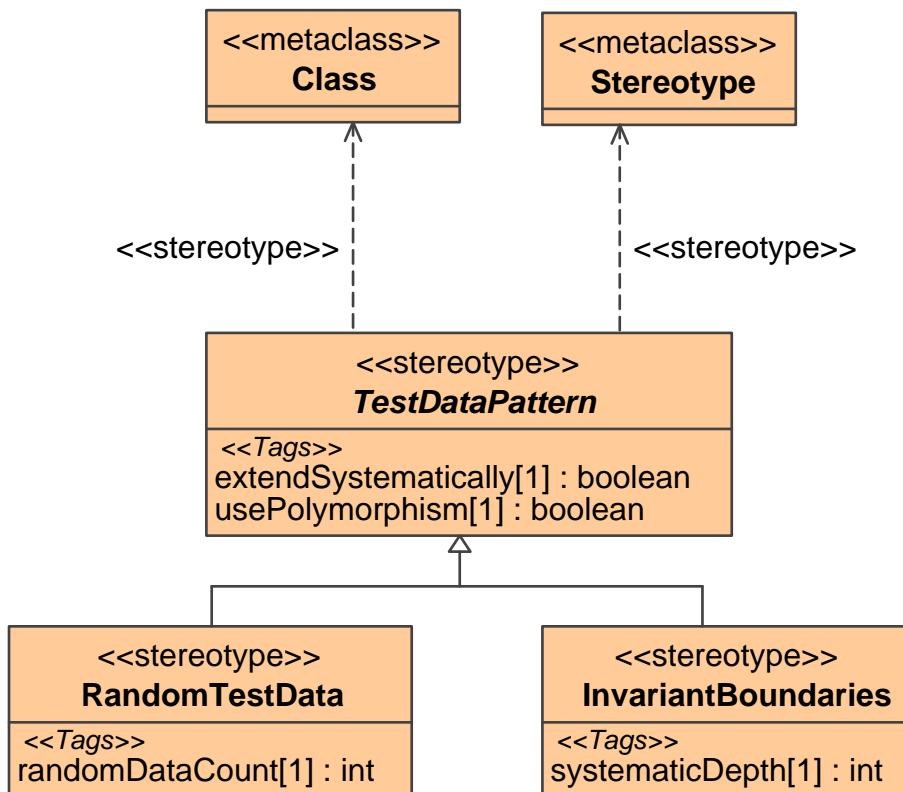 <<metaclass>>
Class
<<metaclass>>
Stereotype
<<stereotype>>
<<stereotype>>
<<stereotype>>
TestDataPattern
<<Tags>>
extendSystematically[1] : boolean
usePolymorphism[1] : boolean
<<stereotype>>
RandomTestData
<<Tags>>
randomDataCount[1] : int
<<stereotype>>
InvariantBoundaries
<<Tags>>
systematicDepth[1] : int